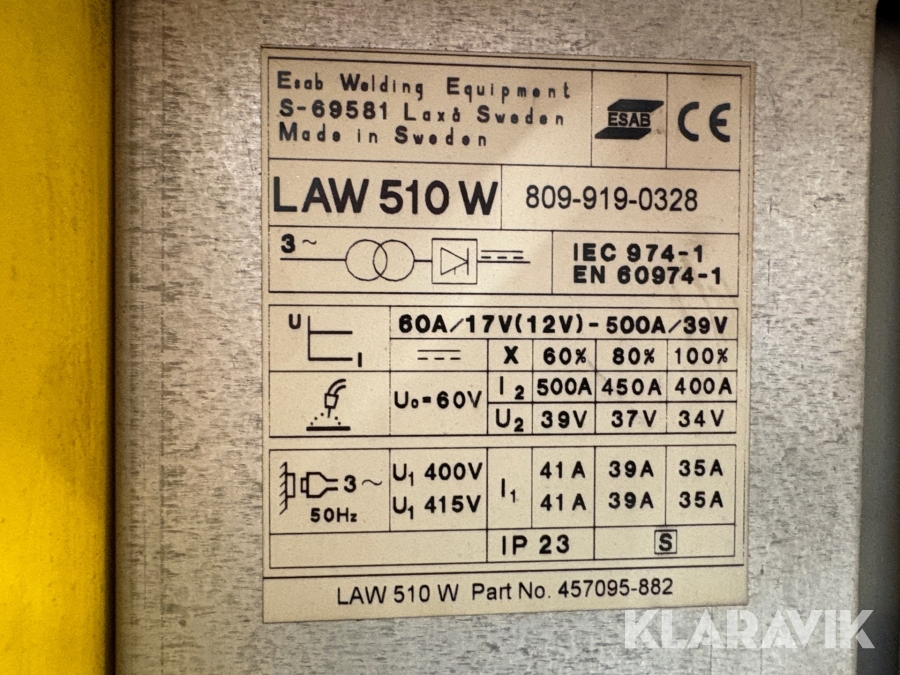 Esab Welding Equipment
S-69581 Laxå Sweden
Made in Sweden
ESAB
CE
LAW 510 W
809-919-0328
3~
IEC 974-1
EN 60974-1
U
I
60A/17V(12V)-500A/39V
X 60% 80% 100%
U₀=60V
I₂ 500A 450A 400A
U₂ 39V 37V 34V
3~
50Hz
U₁ 400V
U₁ 415V
I₁
41A 39A 35A
41A 39A 35A
IP 23
S
LAW 510 W Part No. 457095-882
KLARAVIK